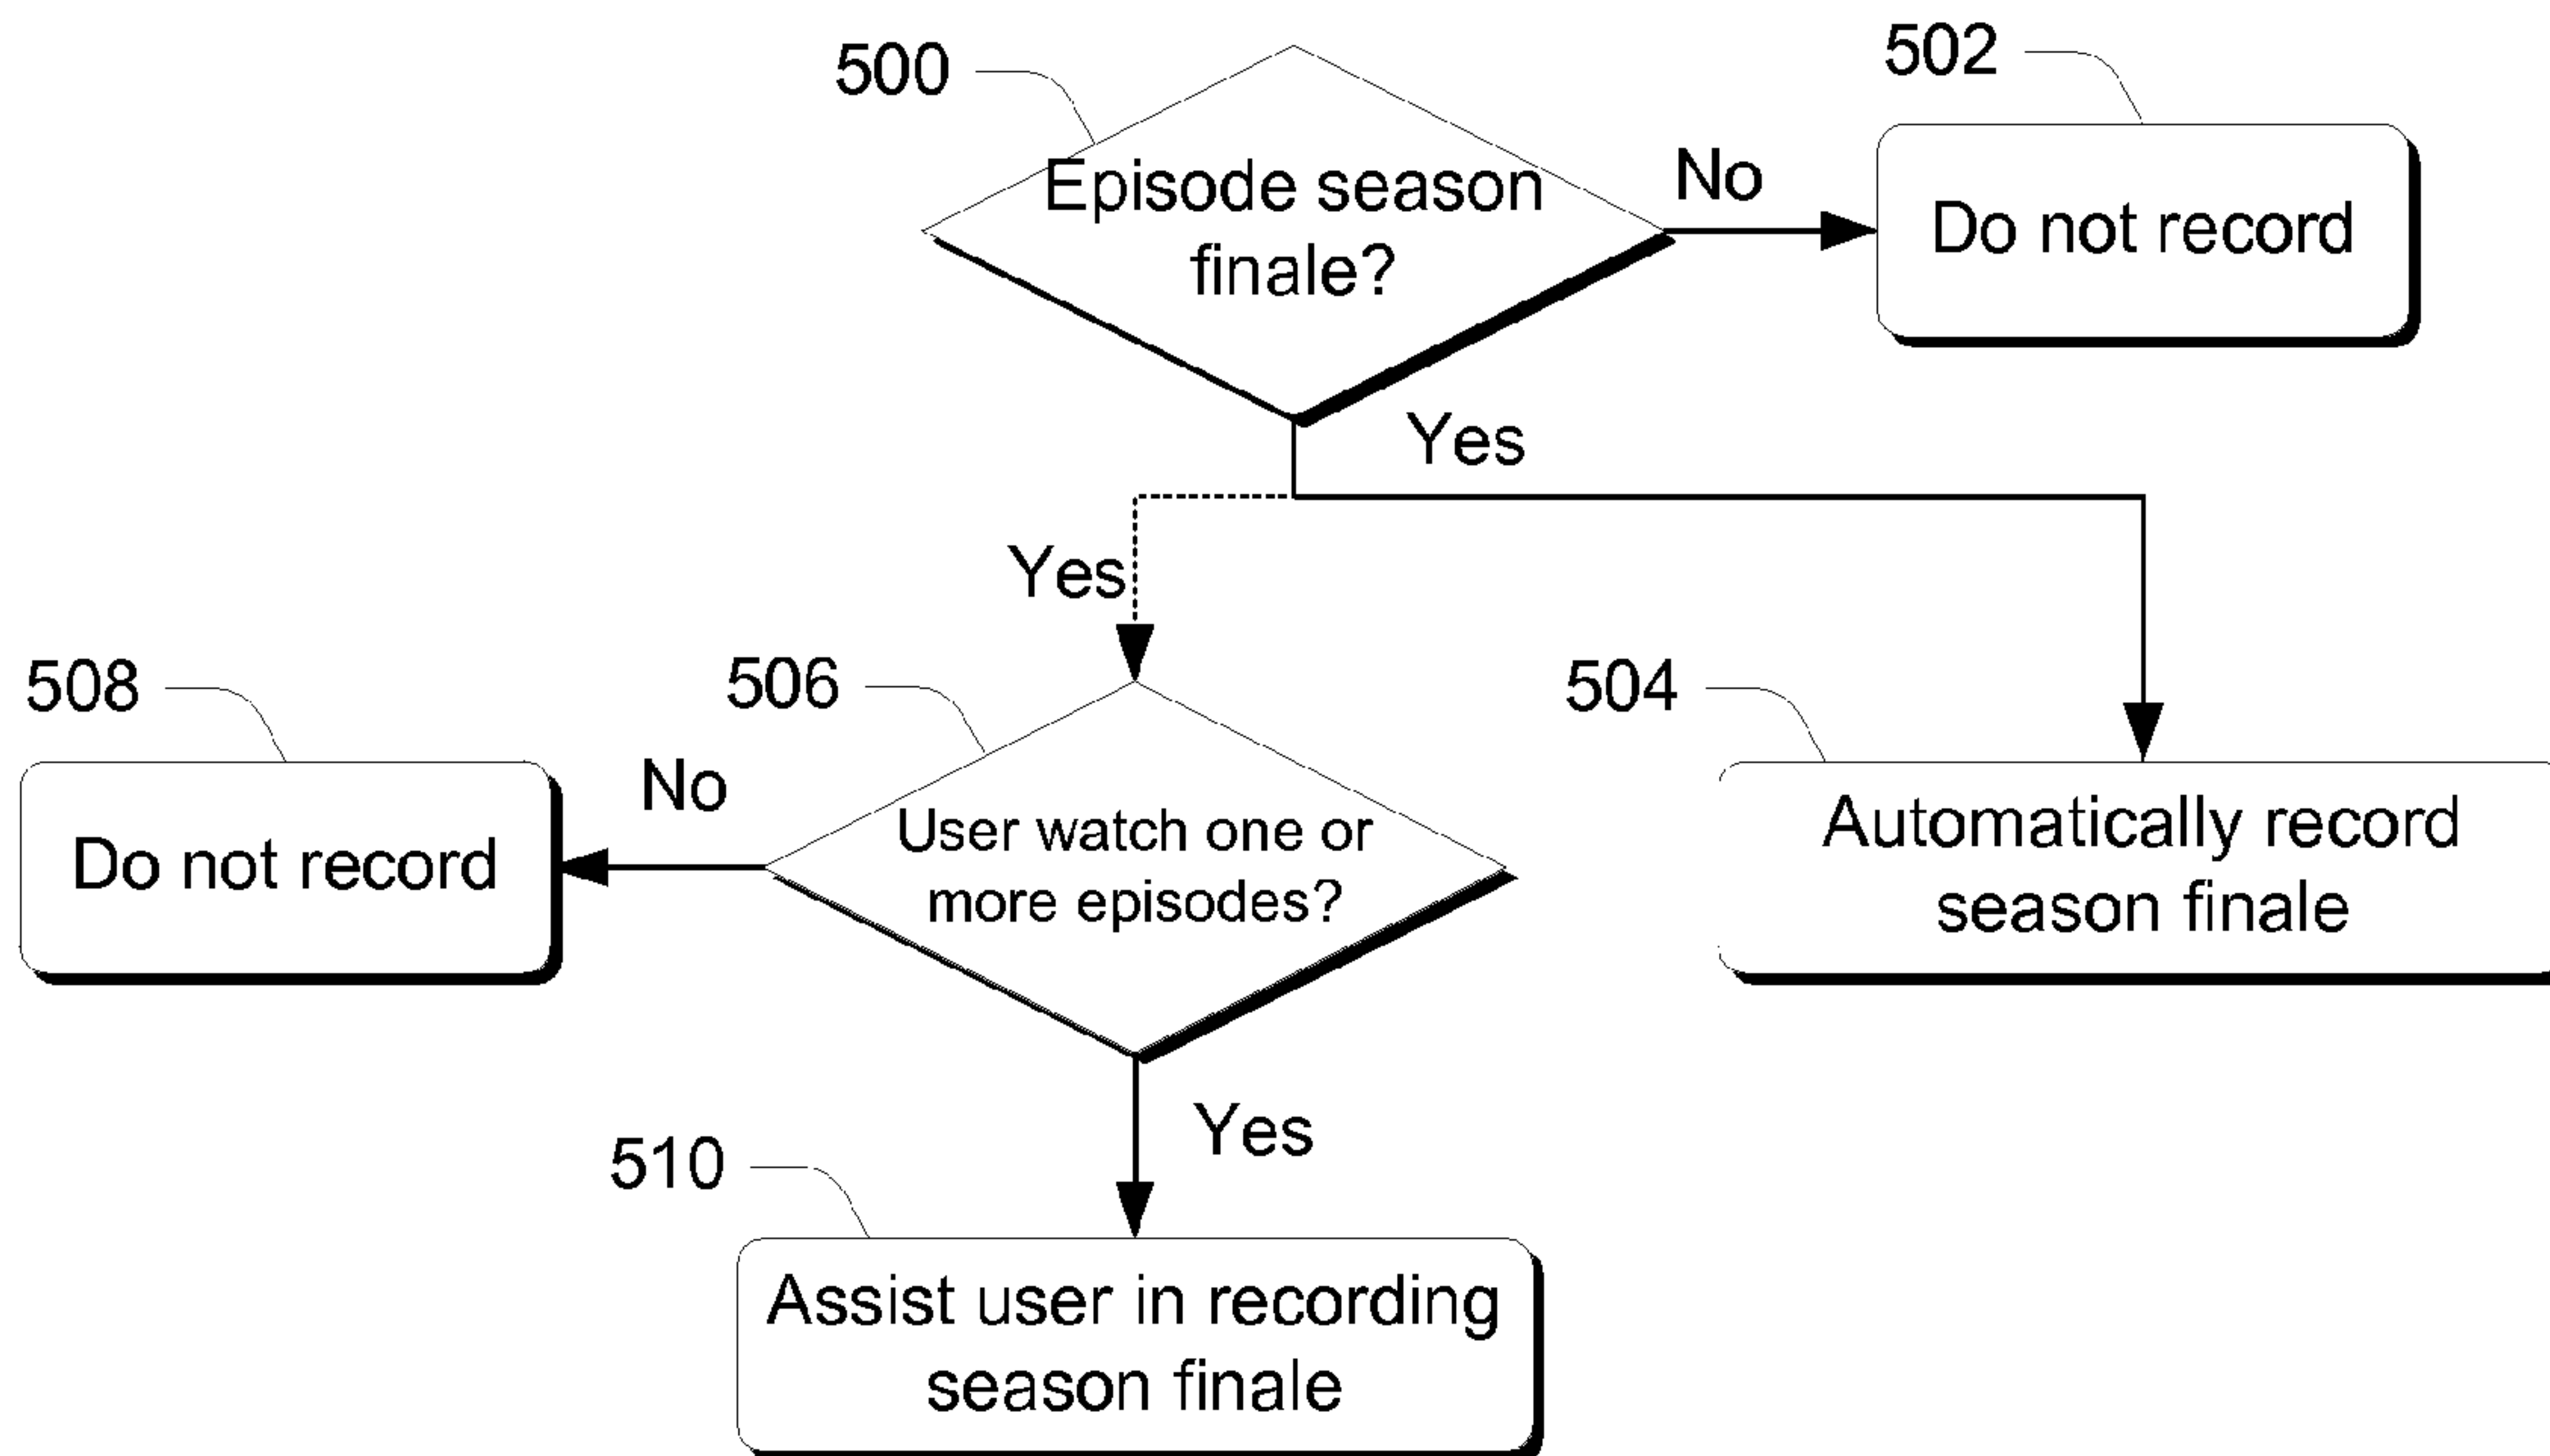 500
502
Episode season
finale?
No
Do not record
Yes
Yes
508
506
504
No
Do not record
User watch one or
more episodes?
Automatically record
season finale
Yes
510
Assist user in recording
season finale